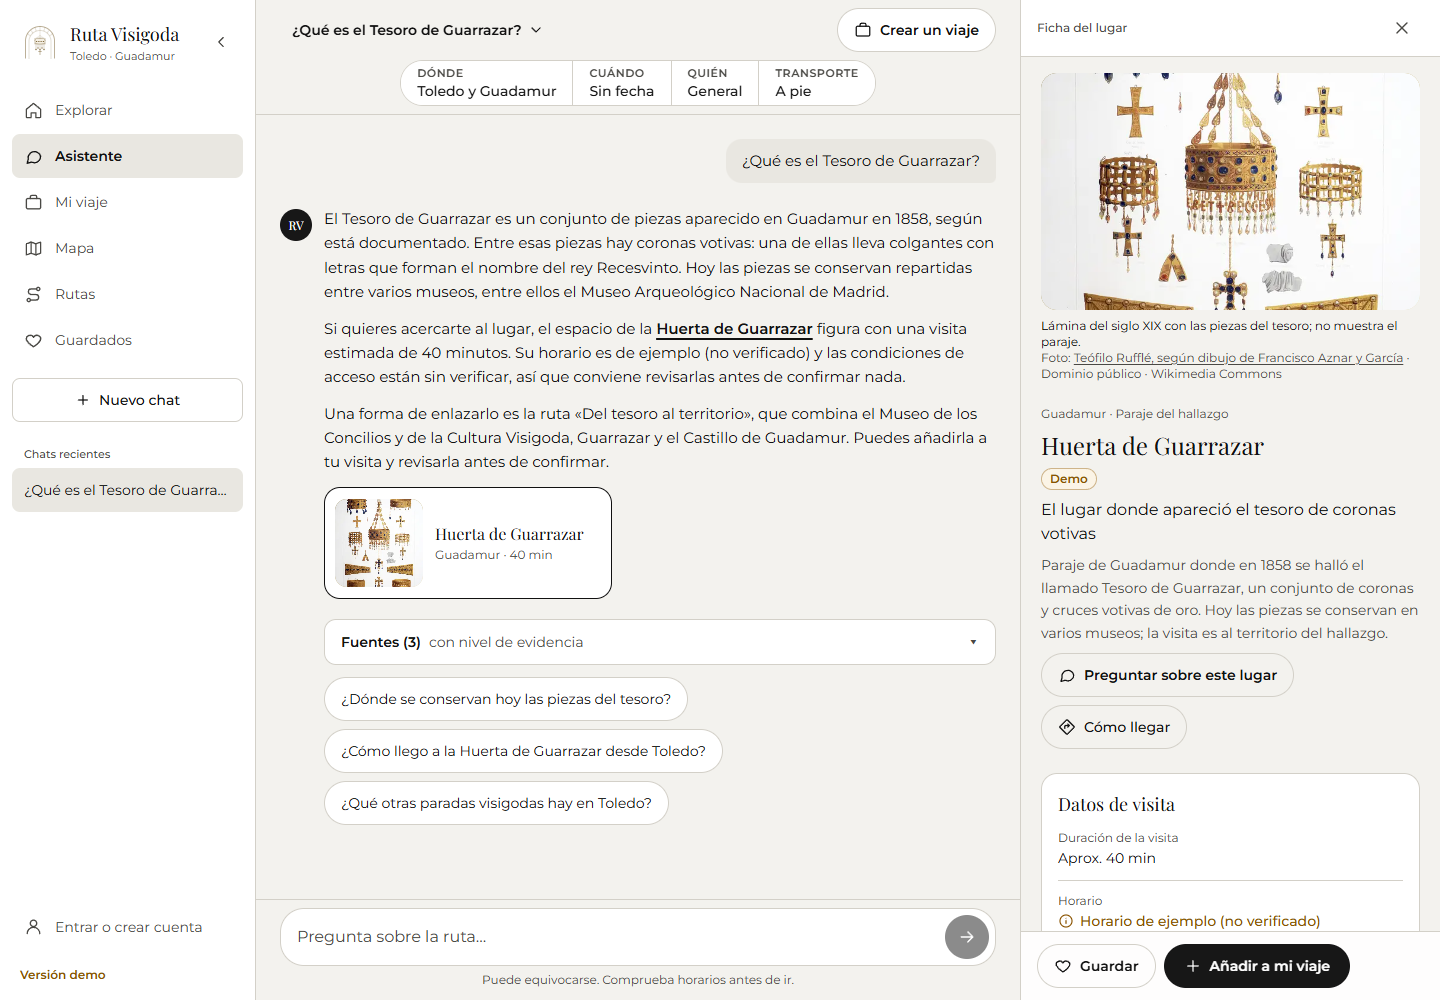 Ruta Visigoda
Toledo · Guadamur
Explorar
Asistente
Mi viaje
Mapa
Rutas
Guardados
Nuevo chat
Chats recientes
¿Qué es el Tesoro de Guarra...
Entrar o crear cuenta
Versión demo
¿Qué es el Tesoro de Guarrazar?
Crear un viaje
DÓNDE
Toledo y Guadamur
CUÁNDO
Sin fecha
QUIÉN
General
TRANSPORTE
A pie
¿Qué es el Tesoro de Guarrazar?
RV
El Tesoro de Guarrazar es un conjunto de piezas aparecido en Guadamur en 1858, según
está documentado. Entre esas piezas hay coronas votivas: una de ellas lleva colgantes con
letras que forman el nombre del rey Recesvinto. Hoy las piezas se conservan repartidas
entre varios museos, entre ellos el Museo Arqueológico Nacional de Madrid.
Si quieres acercarte al lugar, el espacio de la Huerta de Guarrazar figura con una visita
estimada de 40 minutos. Su horario es de ejemplo (no verificado) y las condiciones de
acceso están sin verificar, así que conviene revisarlas antes de confirmar nada.
Una forma de enlazarlo es la ruta «Del tesoro al territorio», que combina el Museo de los
Concilios y de la Cultura Visigoda, Guarrazar y el Castillo de Guadamur. Puedes añadirla a
tu visita y revisarla antes de confirmar.
Huerta de Guarrazar
Guadamur · 40 min
Fuentes (3) con nivel de evidencia
¿Dónde se conservan hoy las piezas del tesoro?
¿Cómo llego a la Huerta de Guarrazar desde Toledo?
¿Qué otras paradas visigodas hay en Toledo?
Pregunta sobre la ruta...
Puede equivocarse. Comprueba horarios antes de ir.
Ficha del lugar
Lámina del siglo XIX con las piezas del tesoro; no muestra el
paraje.
Foto: Teófilo Rufflé, según dibujo de Francisco Aznar y García ·
Dominio público · Wikimedia Commons
Guadamur · Paraje del hallazgo
Huerta de Guarrazar
Demo
El lugar donde apareció el tesoro de coronas
votivas
Paraje de Guadamur donde en 1858 se halló el
llamado Tesoro de Guarrazar, un conjunto de coronas
y cruces votivas de oro. Hoy las piezas se conservan en
varios museos; la visita es al territorio del hallazgo.
Preguntar sobre este lugar
Cómo llegar
Datos de visita
Duración de la visita
Aprox. 40 min
Horario
Horario de ejemplo (no verificado)
Guardar
Añadir a mi viaje